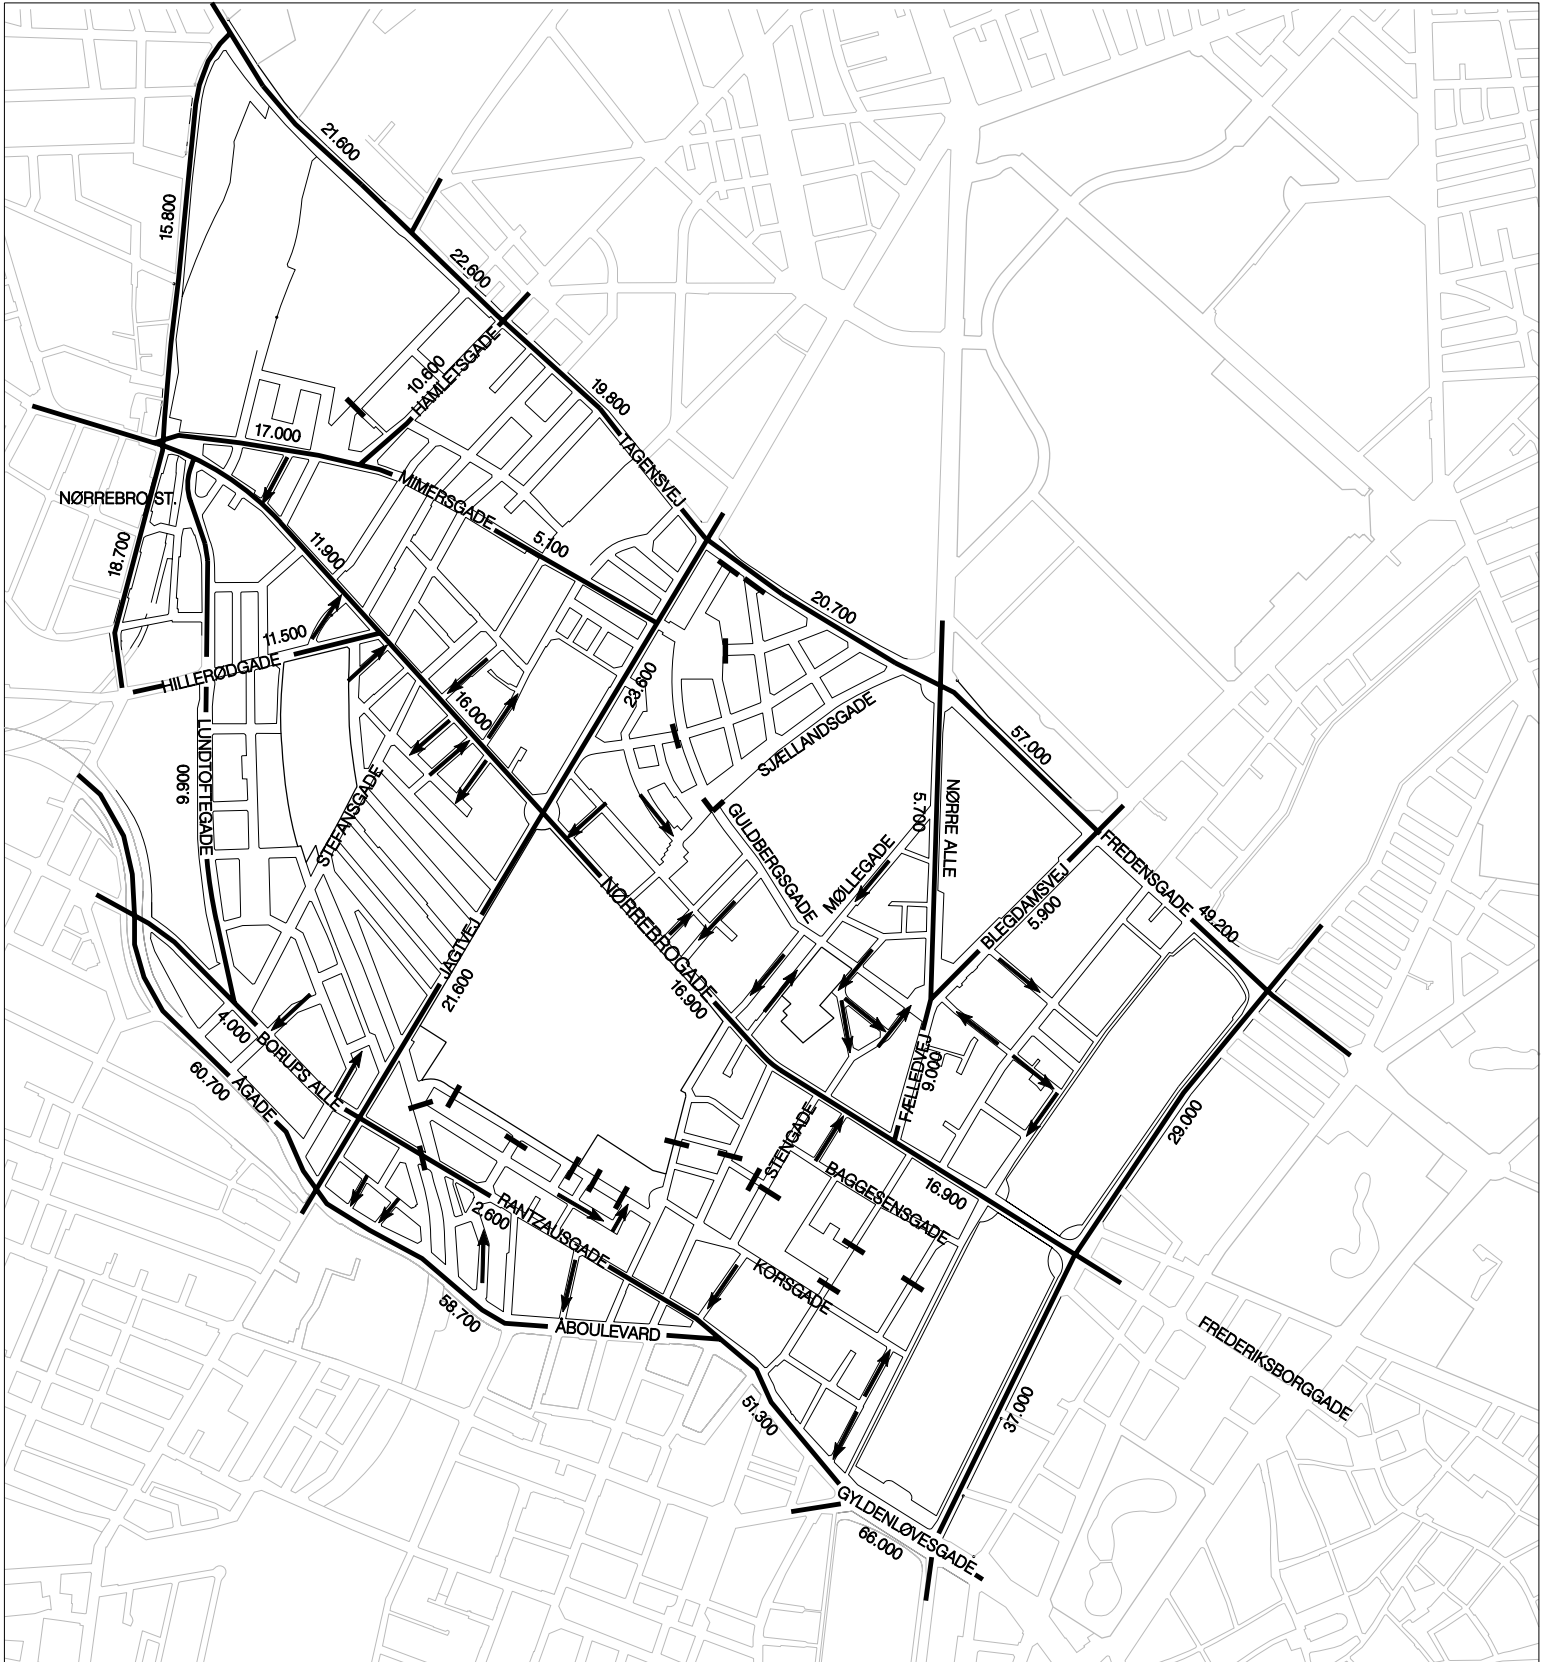 21.600
15.800
22.600
HAMLETSGADE
10.600
19.800
17.000
TAGENSVEJ
MIMERSGADE
NØRREBRO ST.
5.100
11.900
18.700
20.700
11.500
HILLERØDGADE
23.600
16.000
SJÆLLANDSGADE
57.000
LUNDTOFTEGADE
6.900
STEFANSGADE
GULDBERGSGADE
NØRRE ALLE
5.700
MØLLEGADE
FREDENSGADE
BLEGDAMSVEJ
5.900
49.200
NØRREBROGADE
16.900
JAGTVEJ
21.600
4.000
BORUPS ALLE
ÅGADE
60.700
FÆLLEDVEJ
9.000
29.000
STENGADE
BAGGESENSGADE
16.900
RANTZAUSGADE
2.600
KORSGADE
58.700
ÅBOULEVARD
FREDERIKSBORGGADE
51.300
37.000
GYLDENLØVESGADE
66.000